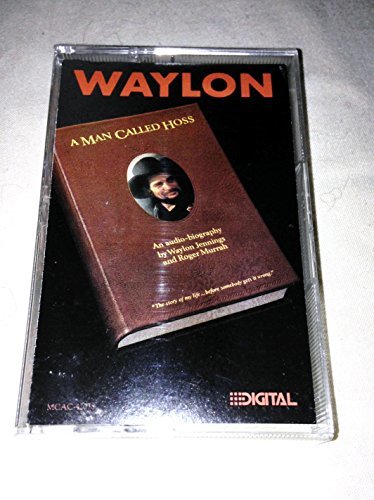 WAYLON
A MAN CALLED HOSS
An audio-biography
by Waylon Jennings
and Roger Murrah
"The story of my life...before somebody gets it wrong."
DIGITAL